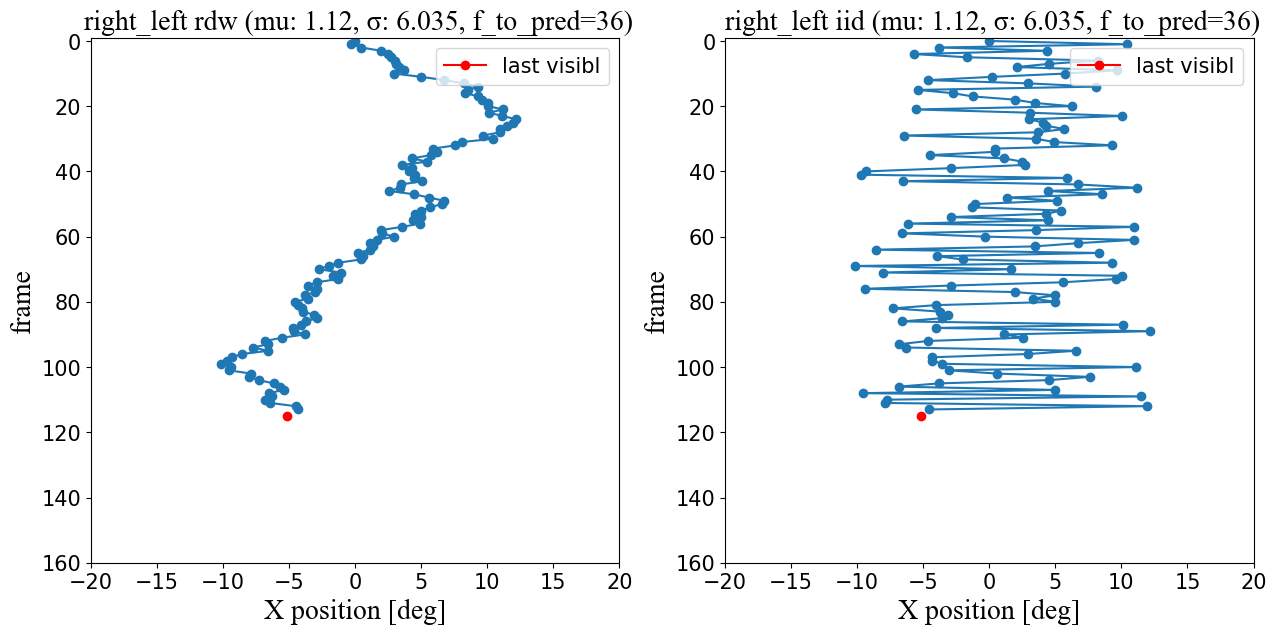 right_left rdw (mu: 1.12, σ: 6.035, f_to_pred=36)
last visibl
0
20
40
60
80
100
120
140
160
frame
−20 −15 −10 −5 0 5 10 15 20
X position [deg]
right_left iid (mu: 1.12, σ: 6.035, f_to_pred=36)
last visibl
0
20
40
60
80
100
120
140
160
frame
−20 −15 −10 −5 0 5 10 15 20
X position [deg]